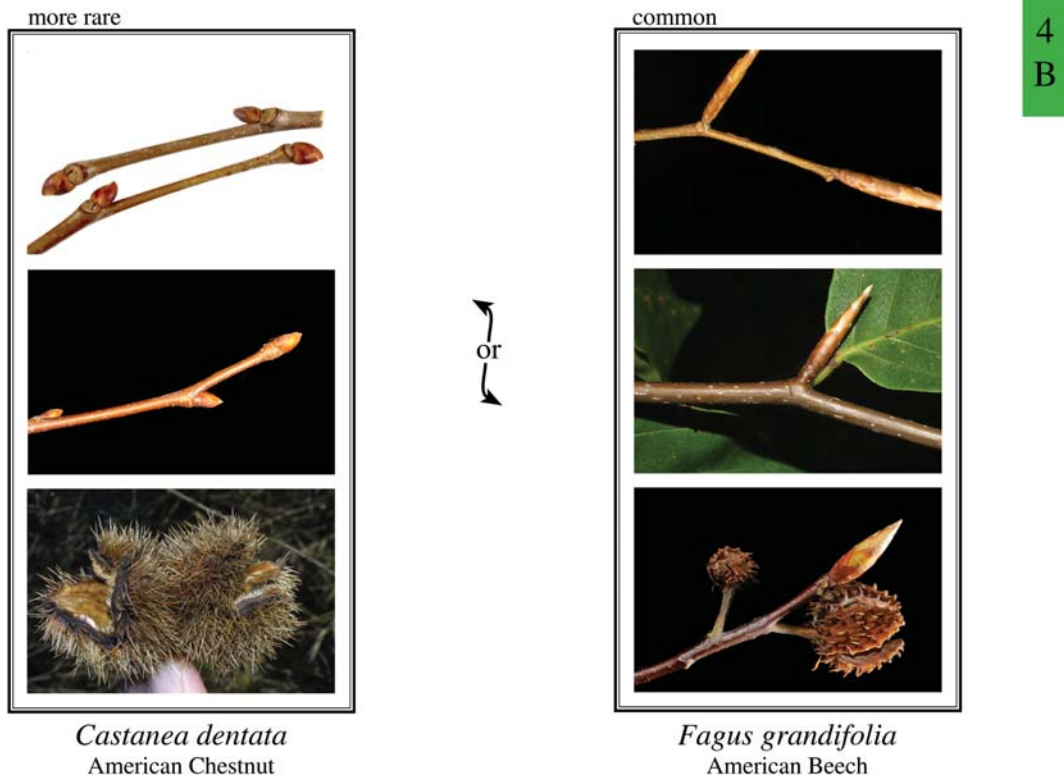 more rare
common
4
B
or
Castanea dentata
American Chestnut
Fagus grandifolia
American Beech